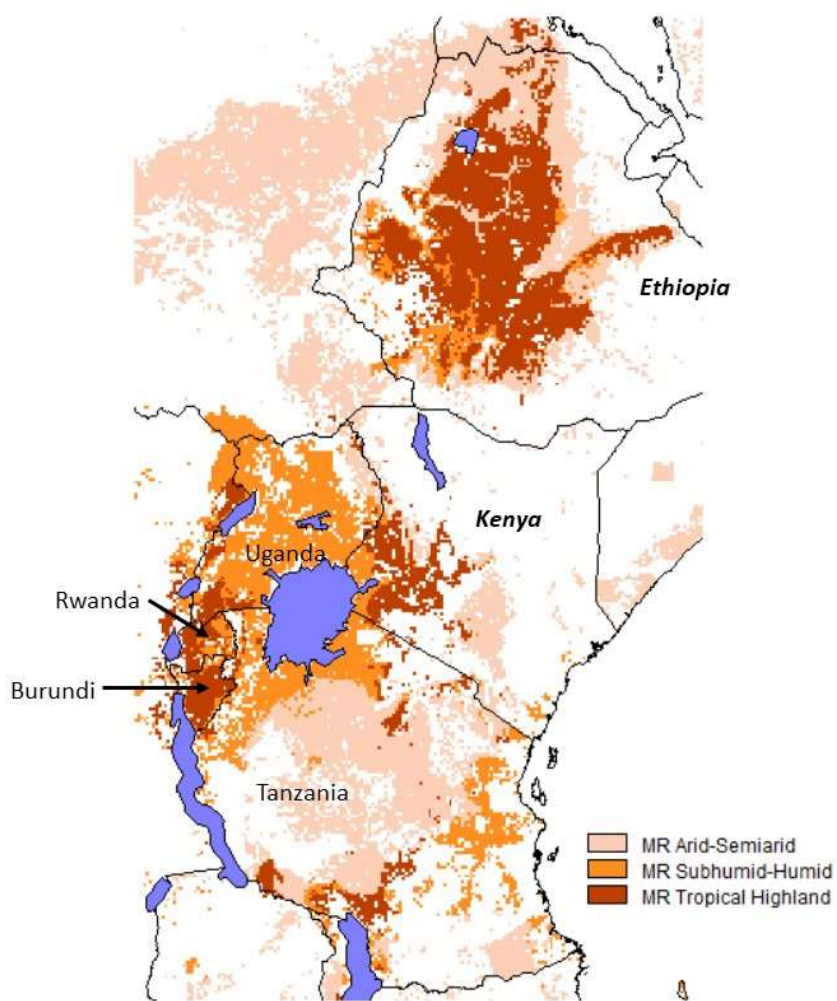 Ethiopia
Kenya
Uganda
Rwanda
Burundi
Tanzania
MR Arid-Semiarid
MR Subhumid-Humid
MR Tropical Highland